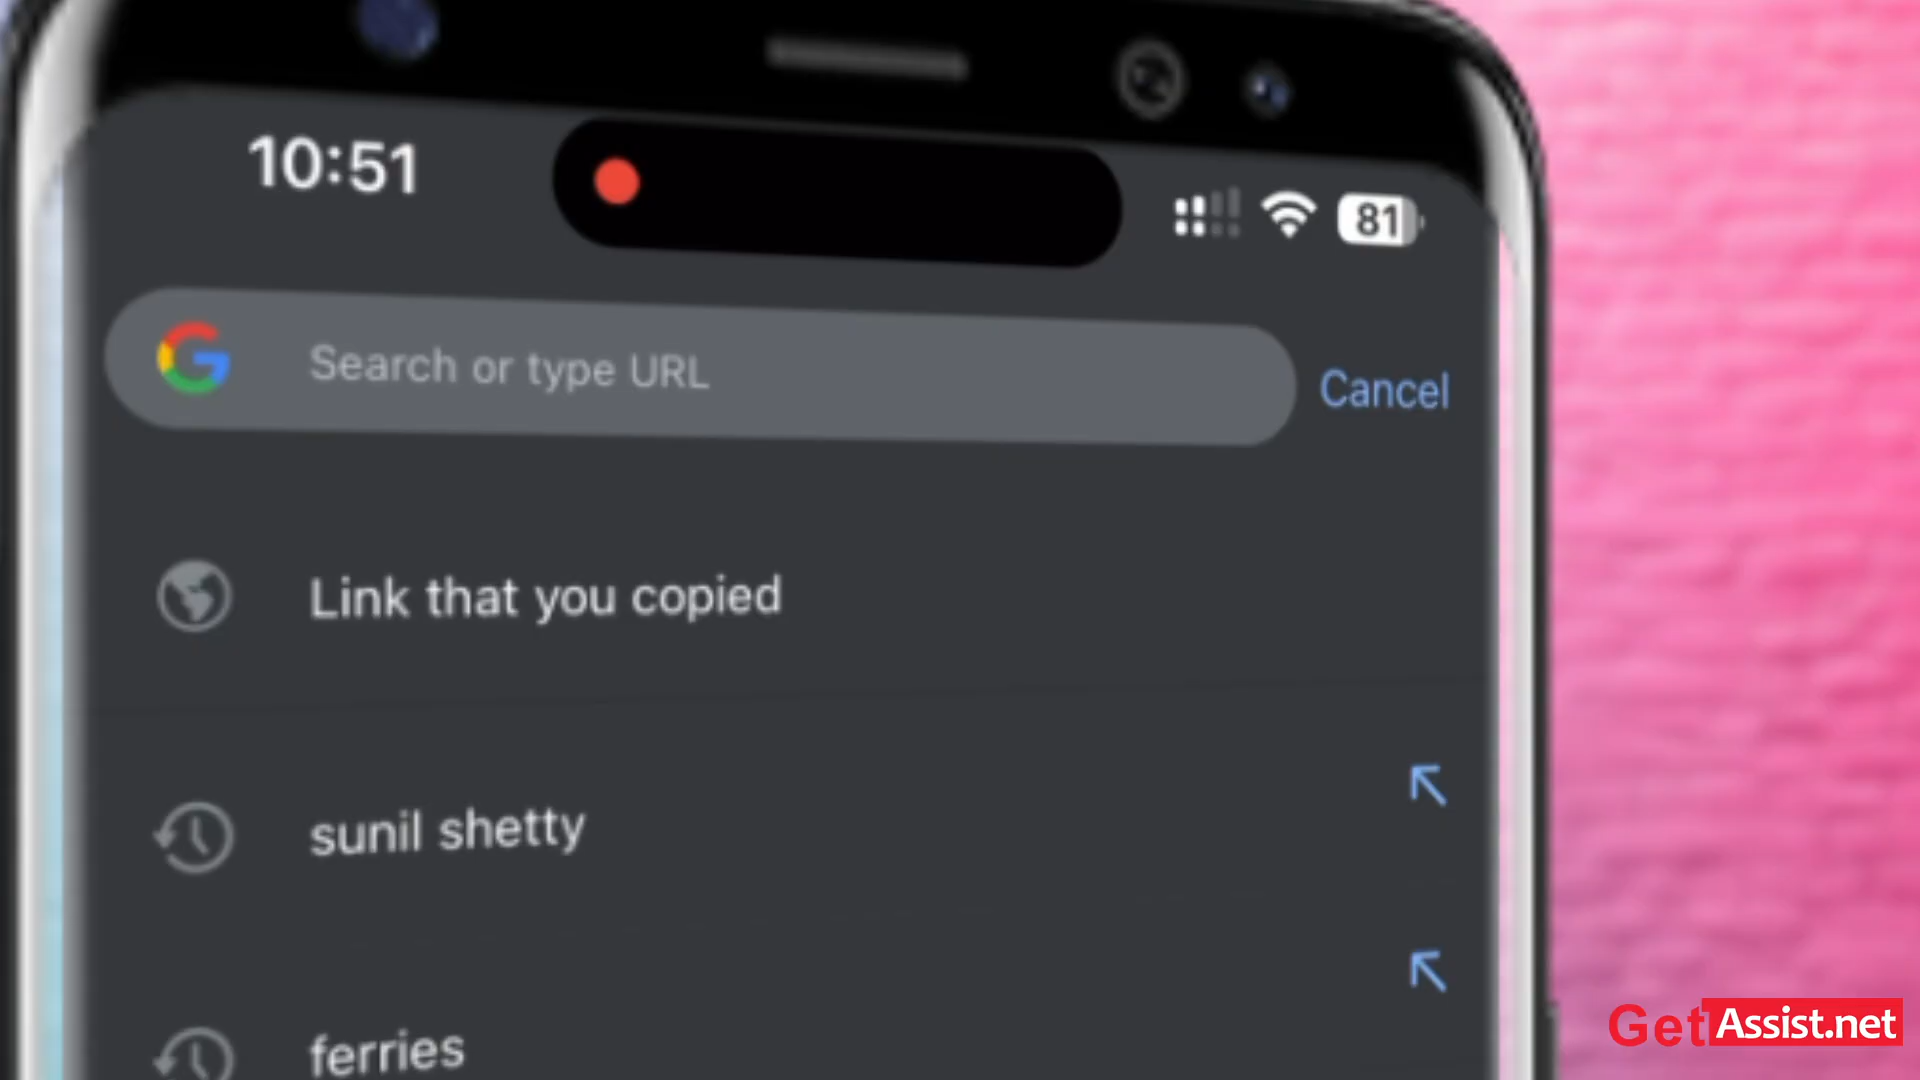 10:51
81
Search or type URL
Cancel
Link that you copied
sunil shetty
ferries
GetAssist.net